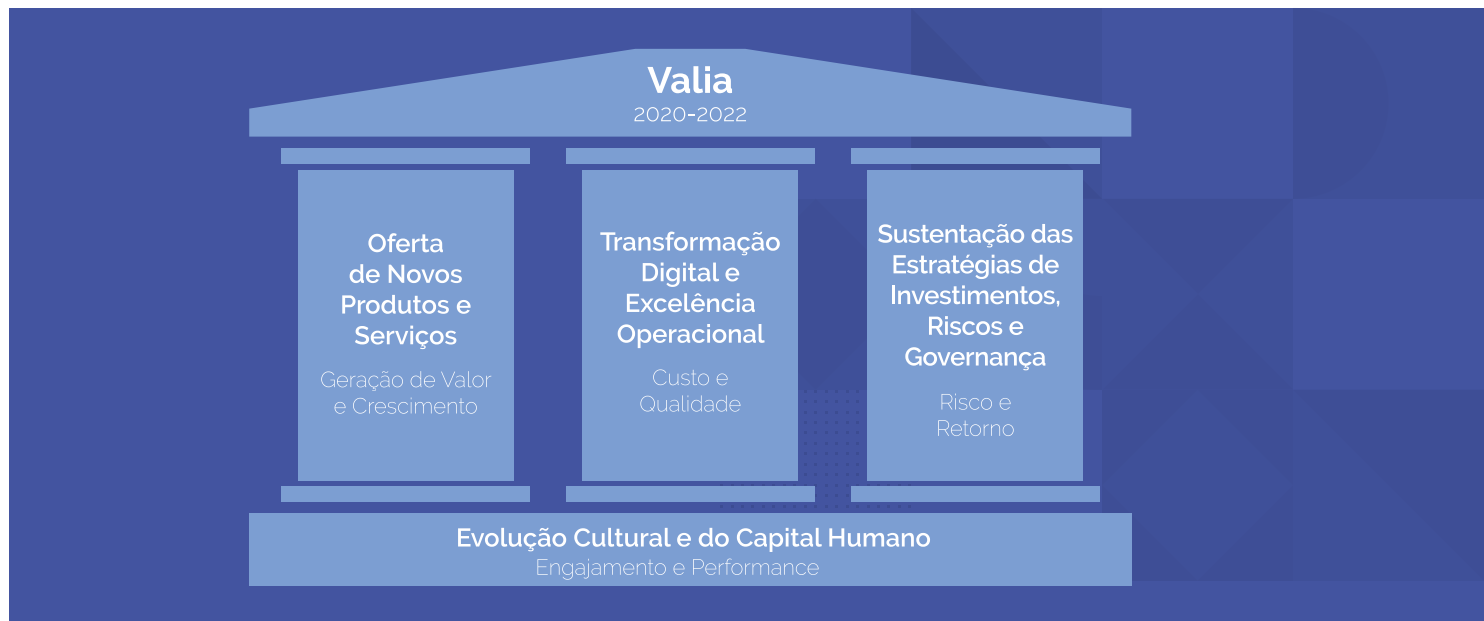 Valia
2020-2022
Oferta
de Novos
Produtos e
Serviços
Geração de Valor
e Crescimento
Transformação
Digital e
Excelência
Operacional
Custo e
Qualidade
Sustentação das
Estratégias de
Investimentos,
Riscos e
Governança
Risco e
Retorno
Evolução Cultural e do Capital Humano
Engajamento e Performance